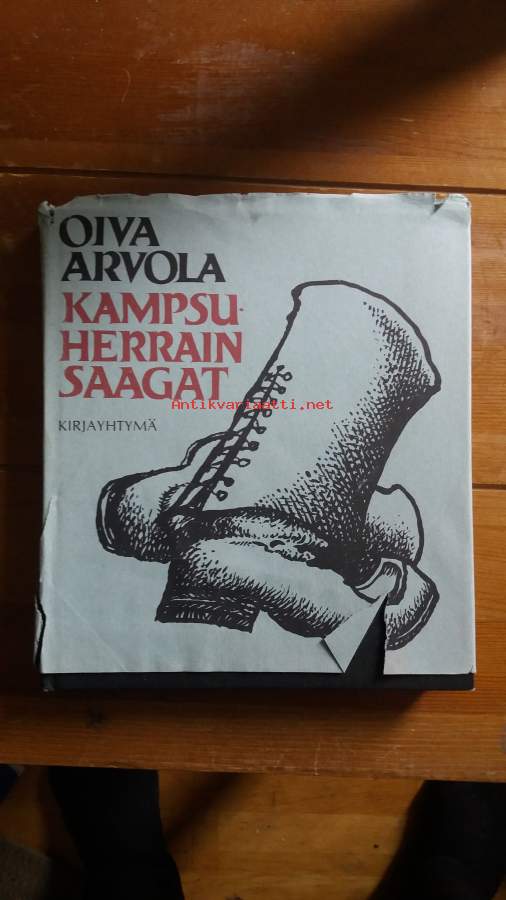 OIVA
ARVOLA
KAMPSU-
HERRAIN
SAAGAT
Antikvariaatti.net
KIRJAYHTYMÄ